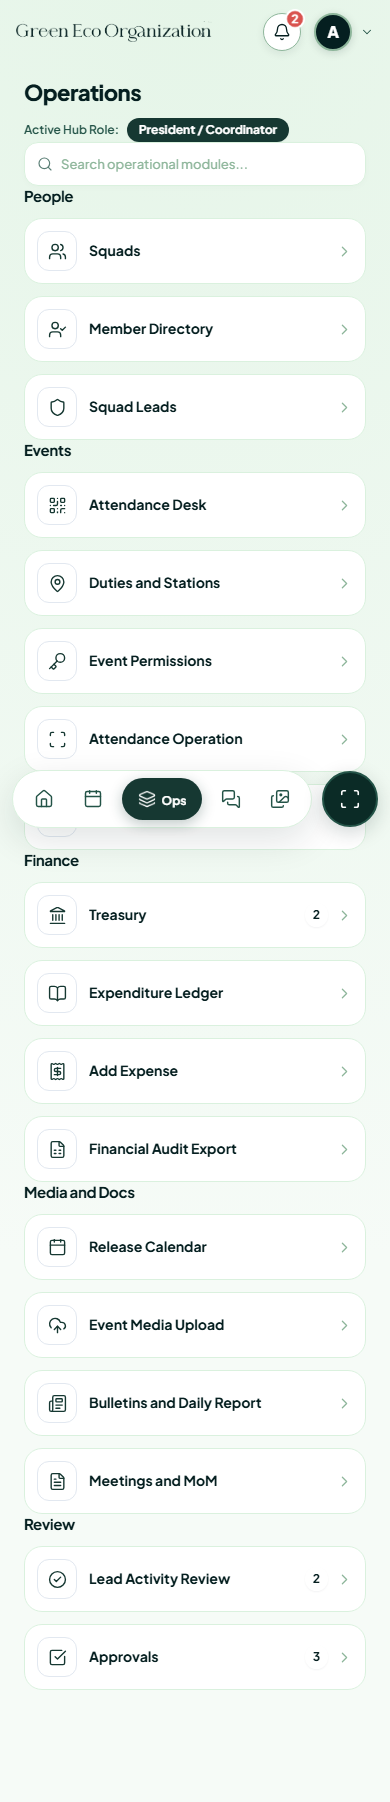 Green Eco Organization
2
A
Operations
Active Hub Role: President / Coordinator
Search operational modules...
People
Squads
Member Directory
Squad Leads
Events
Attendance Desk
Duties and Stations
Event Permissions
Attendance Operation
Ops
Finance
Treasury 2
Expenditure Ledger
Add Expense
Financial Audit Export
Media and Docs
Release Calendar
Event Media Upload
Bulletins and Daily Report
Meetings and MoM
Review
Lead Activity Review 2
Approvals 3